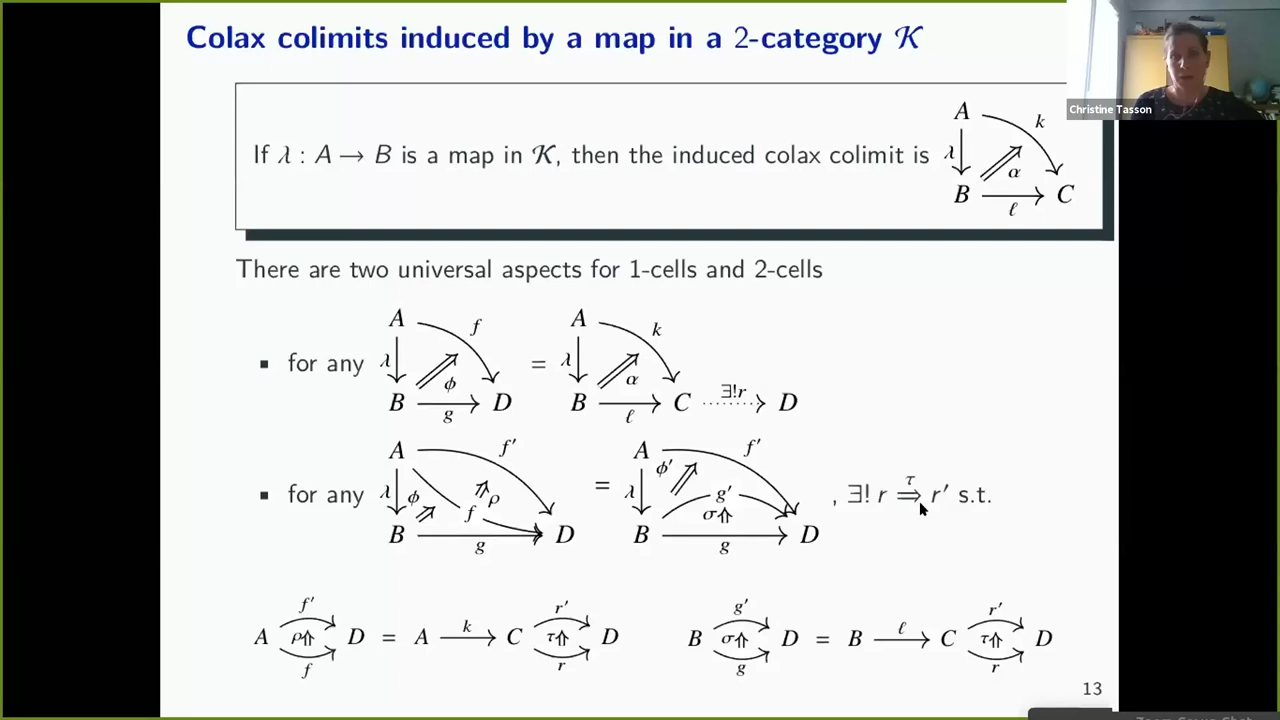 Colax colimits induced by a map in a 2-category 𝒦
Christine Tasson
If λ : A → B is a map in 𝒦, then the induced colax colimit is
A k
λ α
B ℓ C
There are two universal aspects for 1-cells and 2-cells
A f A k
▪ for any λ ϕ = λ α
B g D B ℓ C ∃!r D
A f′ A f′
▪ for any λ ϕ f ρ = λ ϕ′ g′ σ⇑ , ∃! r ⇒ r′ s.t.
τ
B g D B g D
f′ r′ g′ r′
A ρ⇑ D = A k C τ⇑ D B σ⇑ D = B ℓ C τ⇑ D
f r g r
13